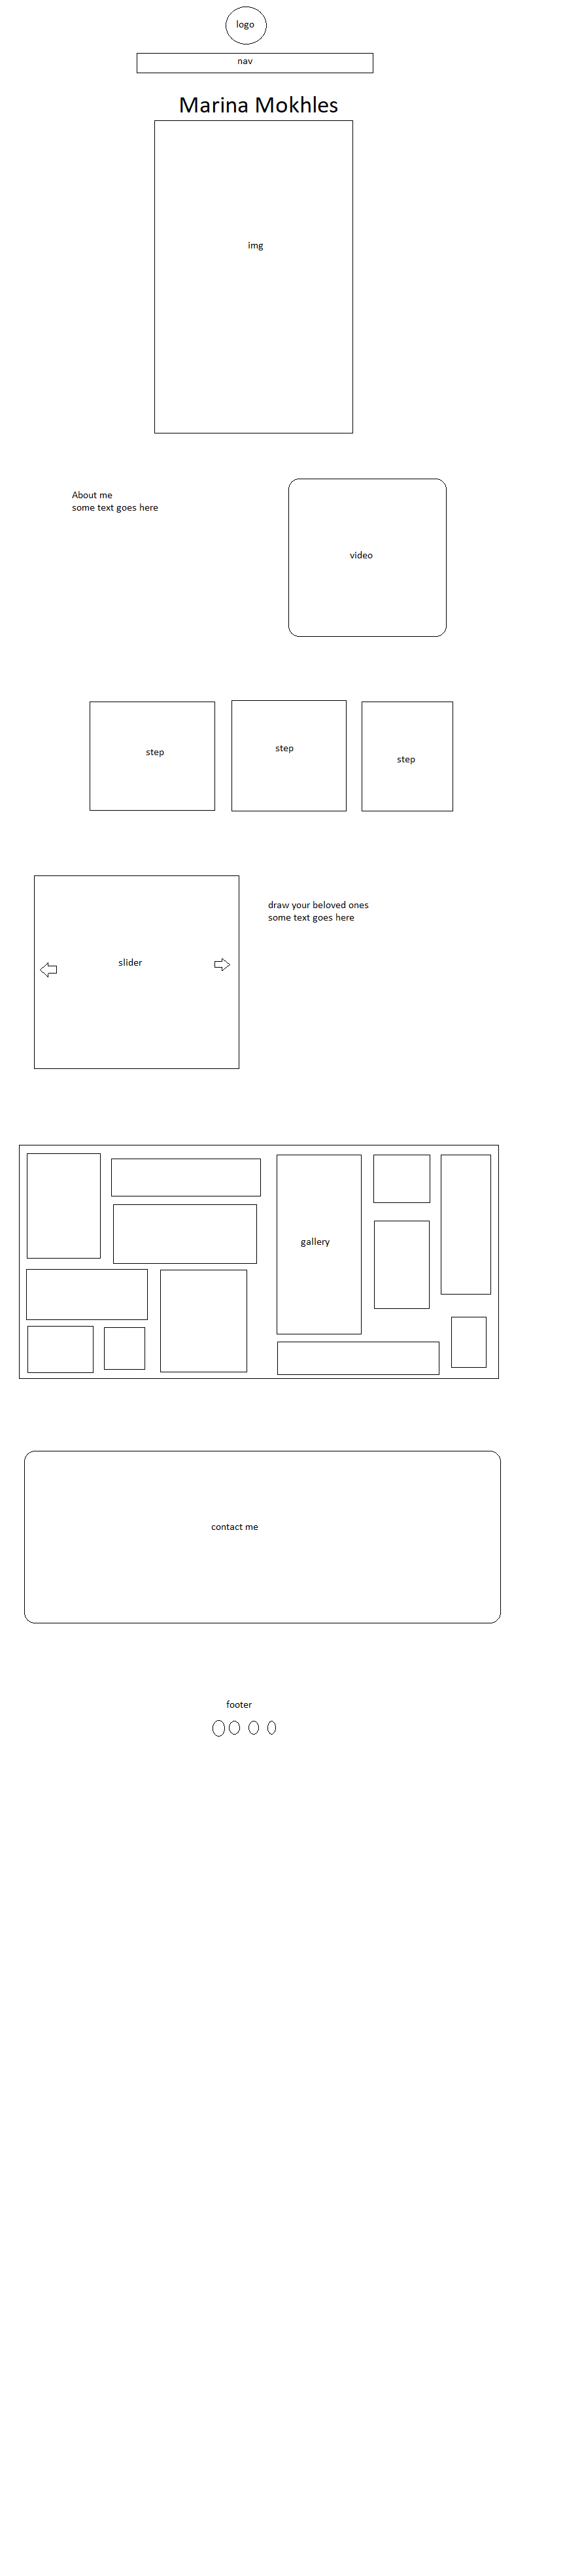 logo
nav
Marina Mokhles
img
About me
some text goes here
video
step
step
step
draw your beloved ones
some text goes here
slider
gallery
contact me
footer